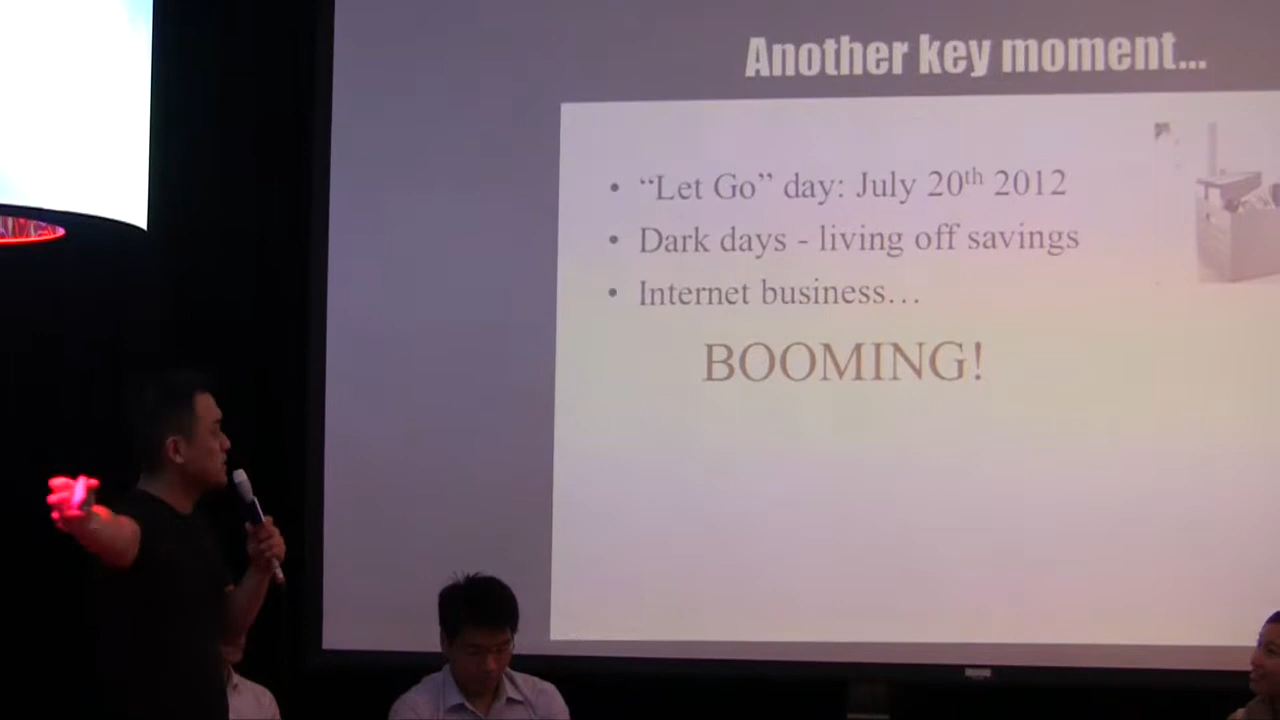 Another key moment...
• “Let Go” day: July 20th 2012
• Dark days - living off savings
• Internet business…
BOOMING!